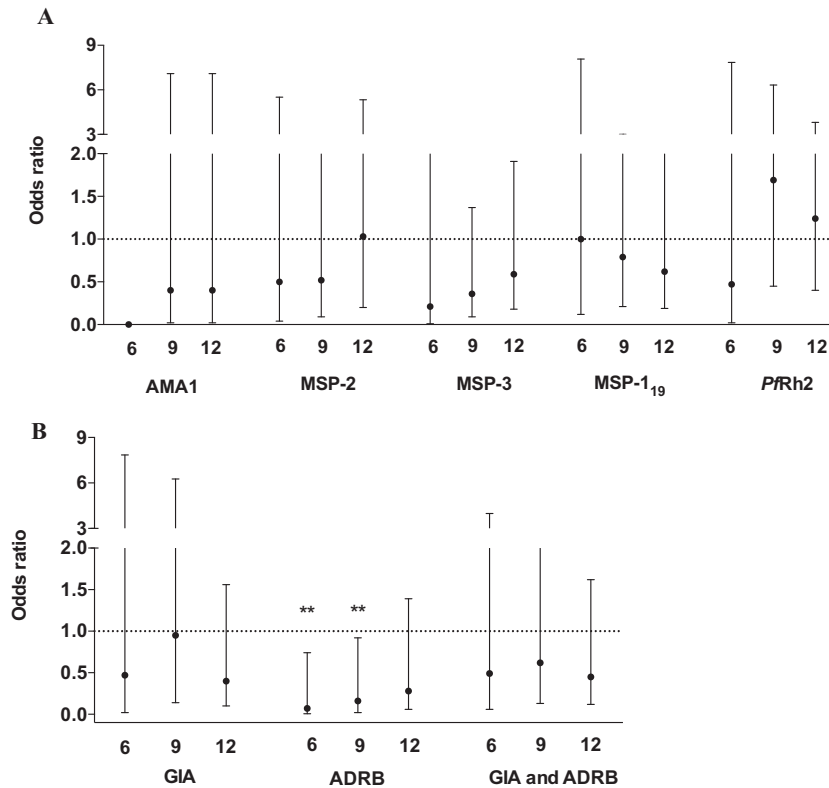 A
9
6
3
2.0
1.5
1.0
0.5
0.0
Odds ratio
6 9 12 6 9 12 6 9 12 6 9 12 6 9 12
AMA1 MSP-2 MSP-3 MSP-1₁₉ PfRh2
B
9
6
3
2.0
1.5
1.0
0.5
0.0
Odds ratio
** **
6 9 12 6 9 12 6 9 12
GIA ADRB GIA and ADRB